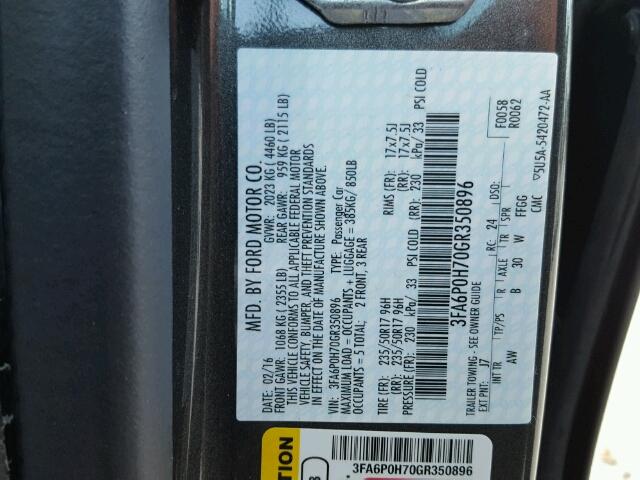 MFD. BY FORD MOTOR CO.
DATE: 02/16 GVWR: 2023 KG ( 4460 LB)
FRONT GAWR: 1068 KG ( 2355 LB) REAR GAWR: 959 KG ( 2115 LB)
THIS VEHICLE CONFORMS TO ALL APPLICABLE FEDERAL MOTOR
VEHICLE SAFETY, BUMPER, AND THEFT PREVENTION STANDARDS
IN EFFECT ON THE DATE OF MANUFACTURE SHOWN ABOVE.
VIN: 3FA6P0H70GR350896 TYPE: Passenger Car
MAXIMUM LOAD = OCCUPANTS + LUGGAGE = 385KG/ 850LB
OCCUPANTS = 5 TOTAL: 2 FRONT, 3 REAR
TIRE (FR): 235/50R17 96H RIMS (FR): 17x7.5J
(RR): 235/50R17 96H (RR): 17x7.5J
PRESSURE (FR): 230 kPa/ 33 PSI COLD (RR): 230 kPa/ 33 PSI COLD
3FA6P0H70GR350896
TRAILER TOWING - SEE OWNER GUIDE F0058
EXT PNT: J7 RC: 24 DSO: R0062
INT TR TP/PS R AXLE TR SPR
AW B 30 W FFGG
CMC 5U5A-5420472-AA
3FA6P0H70GR350896